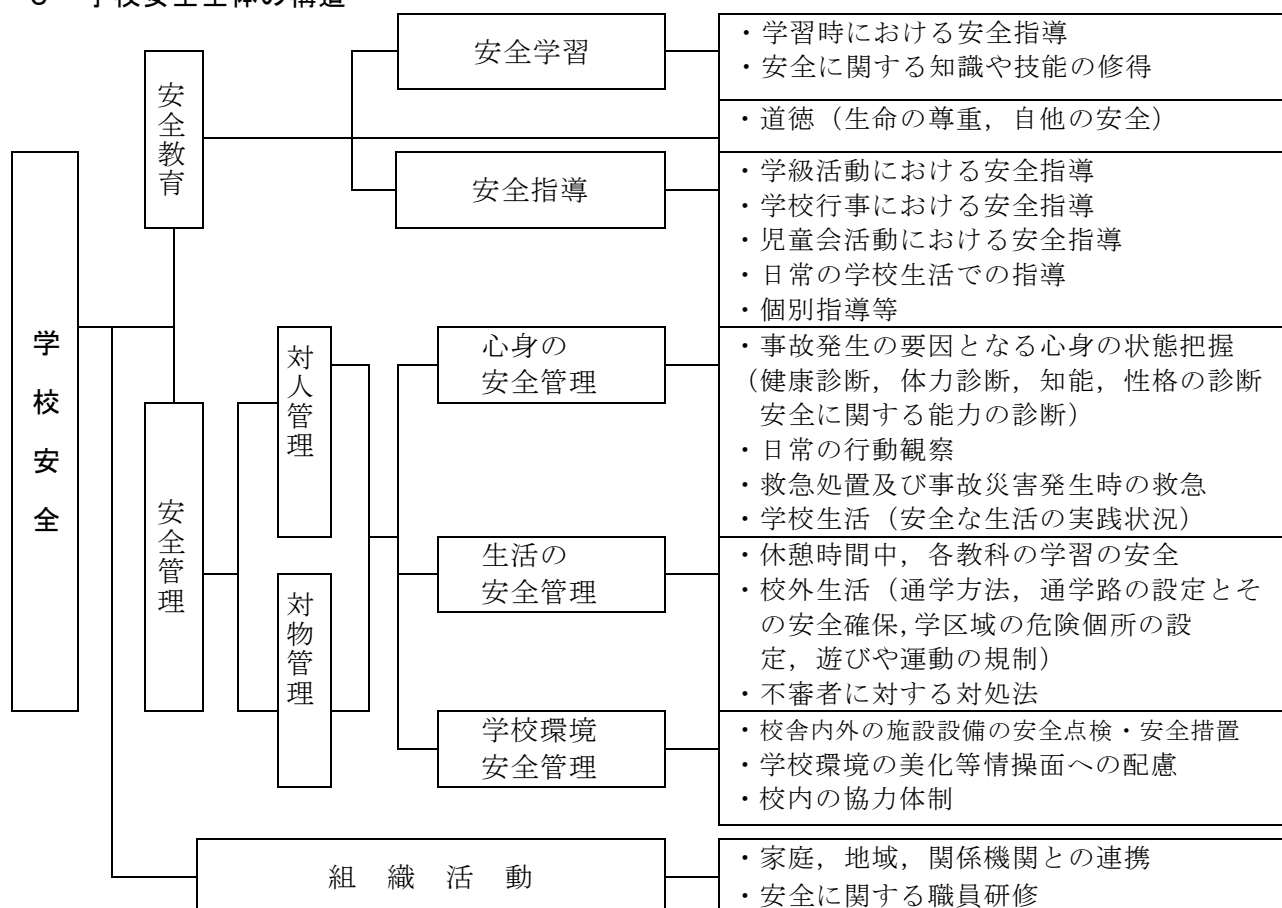 学校安全全体の構造
安全学習
・学習時における安全指導
・安全に関する知識や技能の修得
安全教育
・道徳（生命の尊重，自他の安全）
安全指導
・学級活動における安全指導
・学校行事における安全指導
・児童会活動における安全指導
・日常の学校生活での指導
・個別指導等
学校安全
安全管理
対人管理
対物管理
心身の
安全管理
・事故発生の要因となる心身の状態把握
（健康診断，体力診断，知能，性格の診断
安全に関する能力の診断）
・日常の行動観察
・救急処置及び事故災害発生時の救急
・学校生活（安全な生活の実践状況）
生活の
安全管理
・休憩時間中，各教科の学習の安全
・校外生活（通学方法，通学路の設定とそ
の安全確保,学区域の危険個所の設
定，遊びや運動の規制）
・不審者に対する対処法
学校環境
安全管理
・校舎内外の施設設備の安全点検・安全措置
・学校環境の美化等情操面への配慮
・校内の協力体制
組織活動
・家庭，地域，関係機関との連携
・安全に関する職員研修